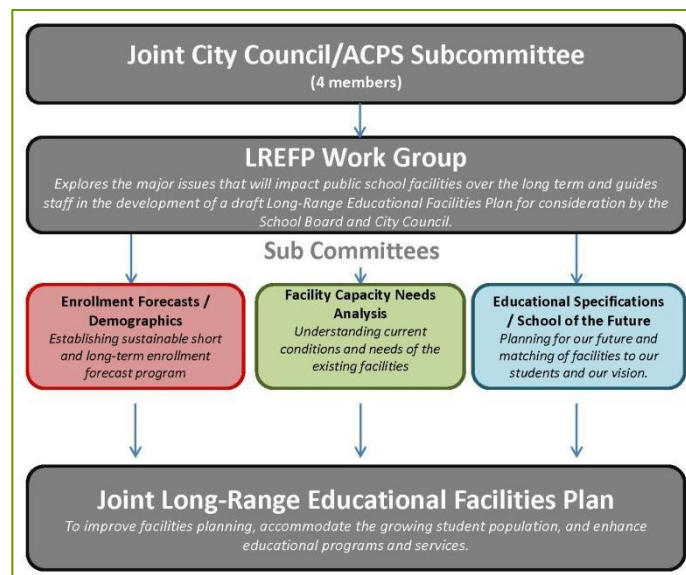 Joint City Council/ACPS Subcommittee
(4 members)
LREFP Work Group
Explores the major issues that will impact public school facilities over the long term and guides
staff in the development of a draft Long-Range Educational Facilities Plan for consideration by the
School Board and City Council.
Sub Committees
Enrollment Forecasts /
Demographics
Establishing sustainable short
and long-term enrollment
forecast program
Facility Capacity Needs
Analysis
Understanding current
conditions and needs of the
existing facilities
Educational Specifications
/ School of the Future
Planning for our future and
matching of facilities to our
students and our vision.
Joint Long-Range Educational Facilities Plan
To improve facilities planning, accommodate the growing student population, and enhance
educational programs and services.